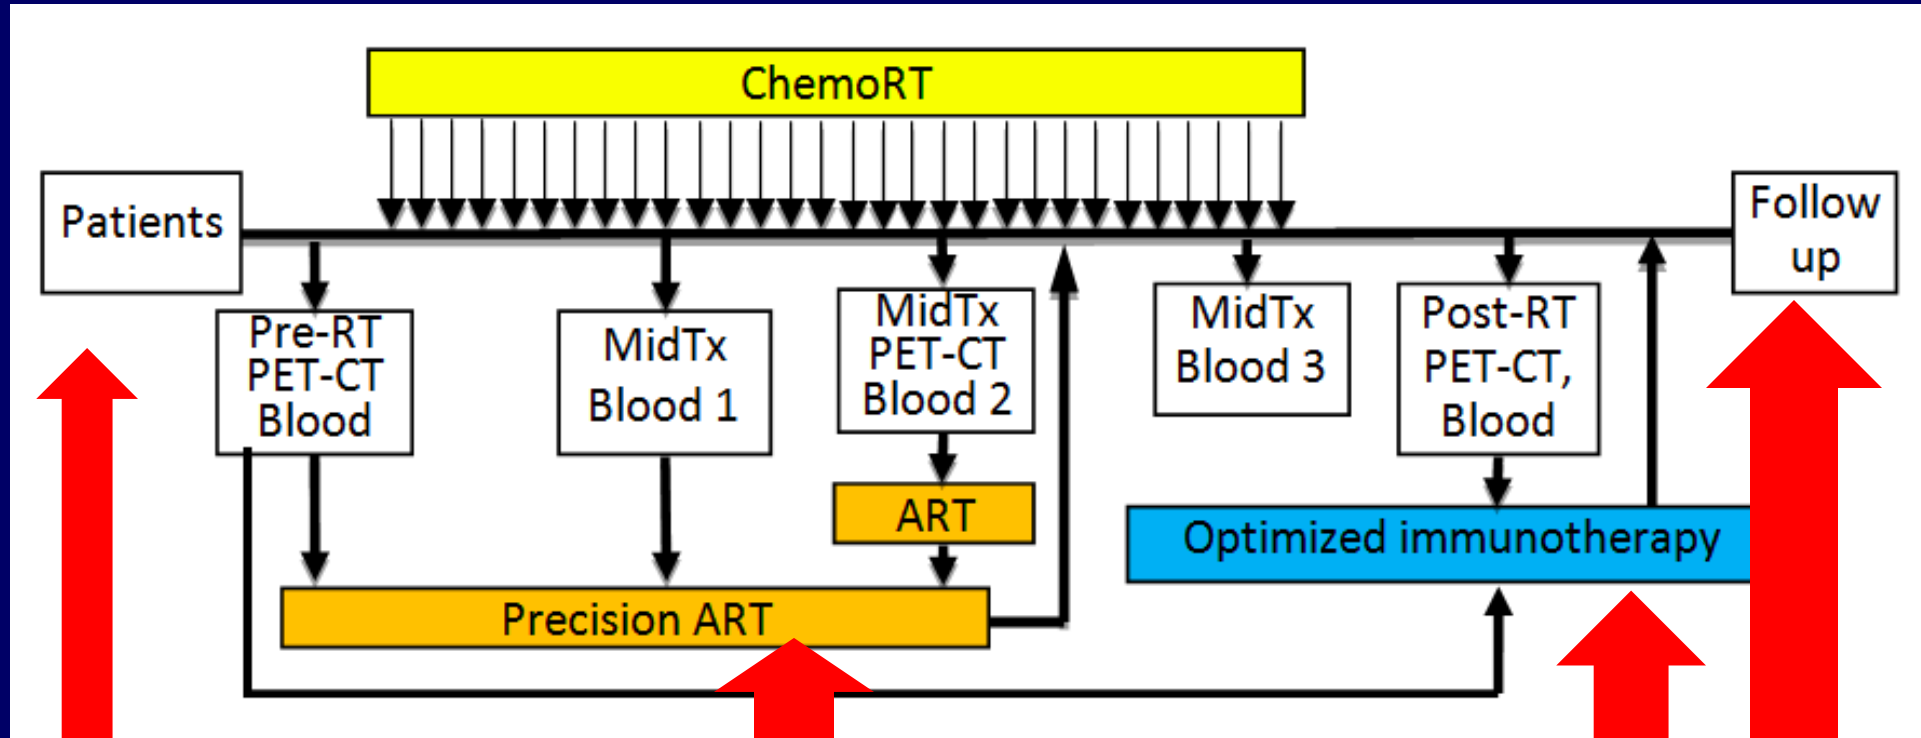 ChemoRT
Patients
Follow
up
Pre-RT
PET-CT
Blood
MidTx
Blood 1
MidTx
PET-CT
Blood 2
MidTx
Blood 3
Post-RT
PET-CT,
Blood
ART
Optimized immunotherapy
Precision ART